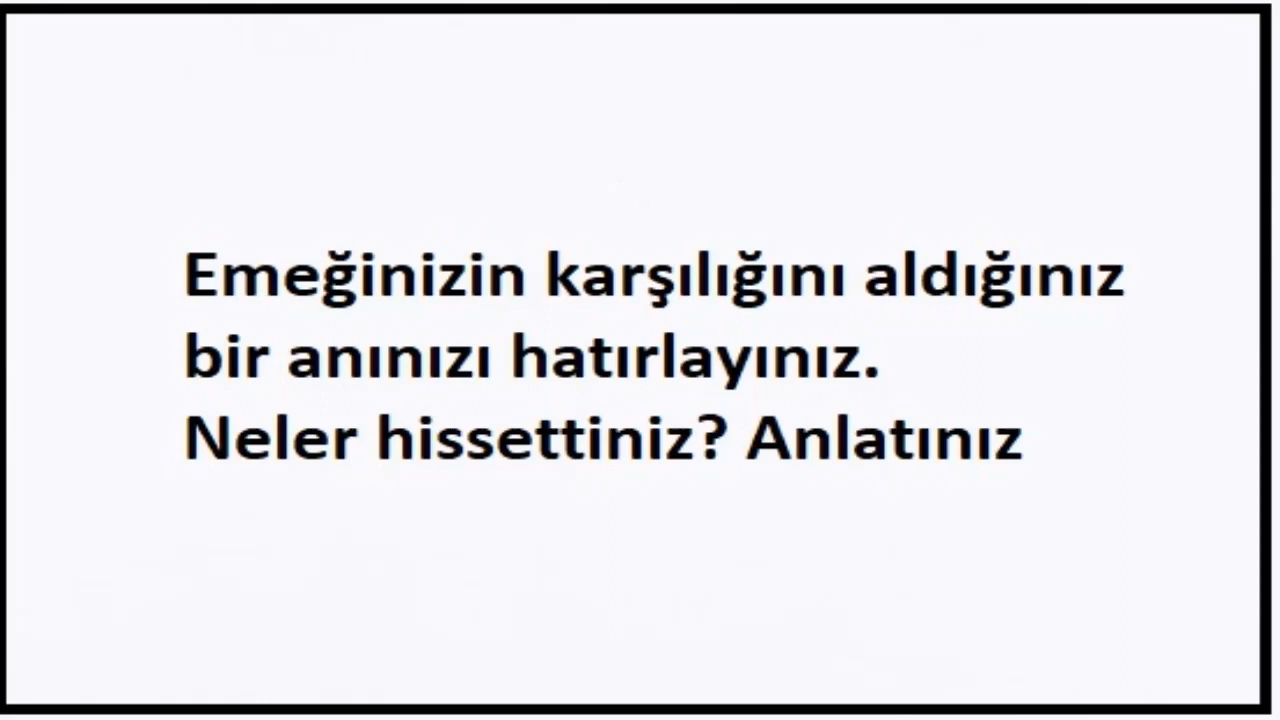 Emeğinizin karşılığını aldığınız
bir anınızı hatırlayınız.
Neler hissettiniz? Anlatınız